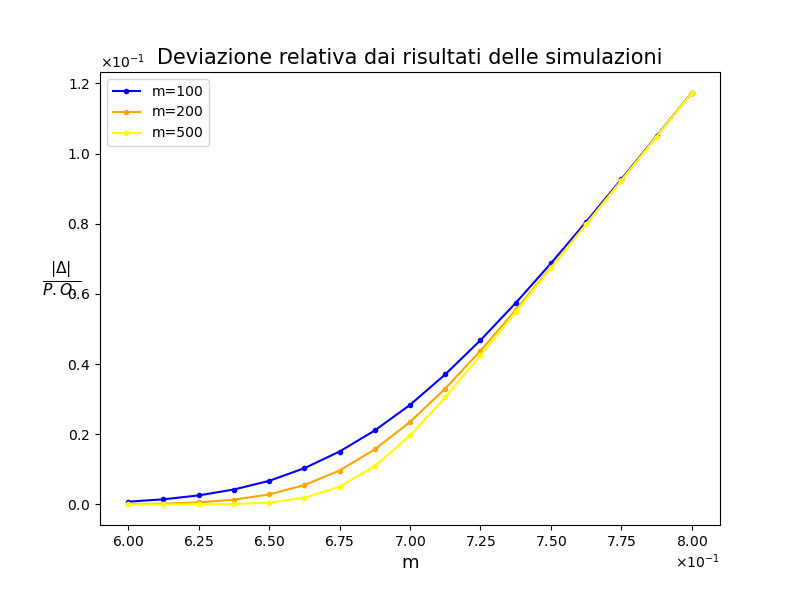 ×10⁻¹ Deviazione relativa dai risultati delle simulazioni
m=100
m=200
m=500
1.2
1.0
0.8
0.6
0.4
0.2
0.0
|Δ|
P.O.
6.00 6.25 6.50 6.75 7.00 7.25 7.50 7.75 8.00
m
×10⁻¹